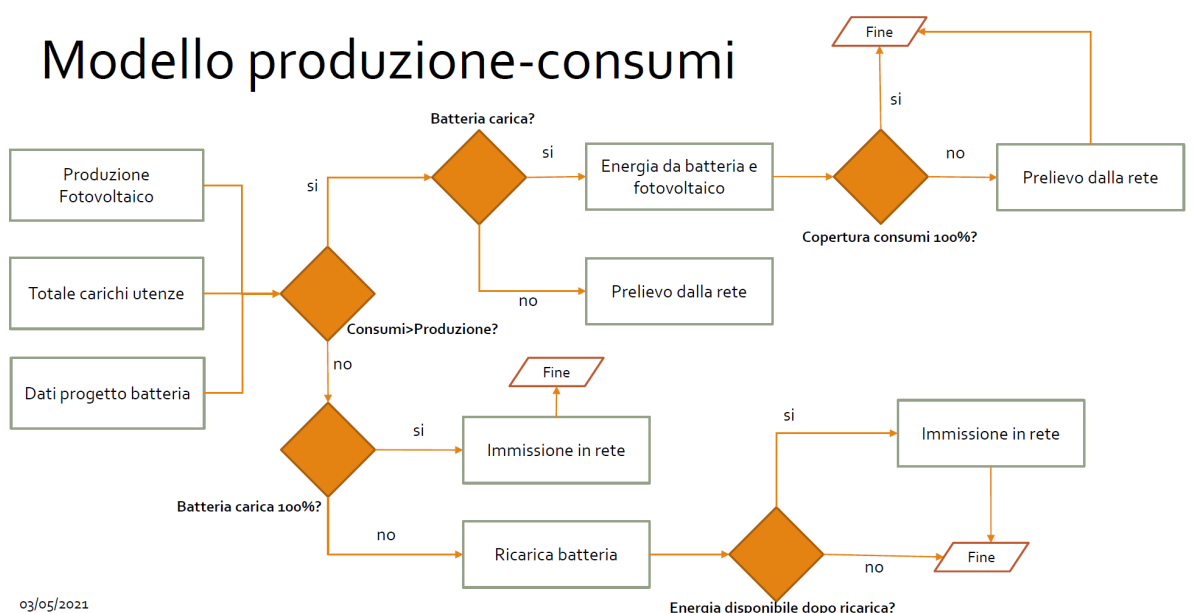 Modello produzione-consumi
Fine
si
Batteria carica?
si
Energia da batteria e
fotovoltaico
no
Prelievo dalla rete
Copertura consumi 100%?
Produzione
Fotovoltaico
si
Totale carichi utenze
no
Prelievo dalla rete
Consumi>Produzione?
no
Dati progetto batteria
Fine
si
Immissione in rete
si
Immissione in rete
Batteria carica 100%?
no
Ricarica batteria
no
Fine
Energia disponibile dopo ricarica?
03/05/2021